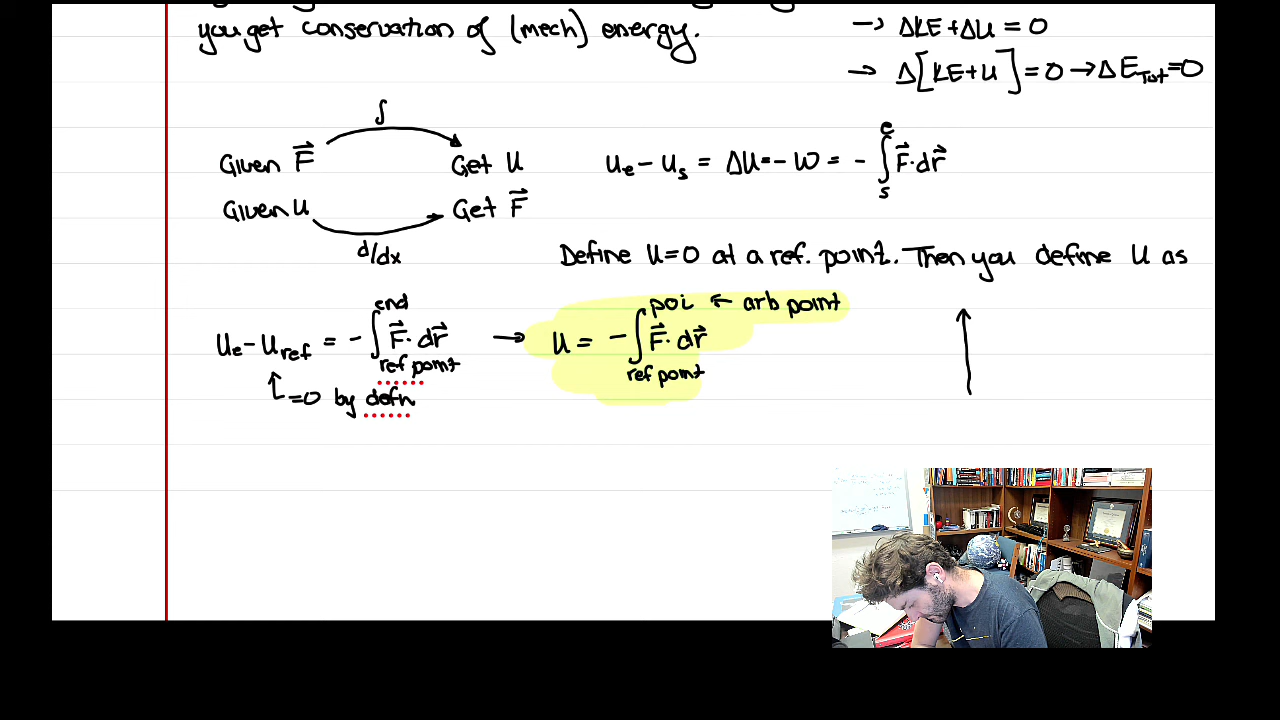 you get conservation of (mech) energy.
→ ΔKE + ΔU = 0
→ Δ[KE + U] = 0 → ΔE_Tot = 0
∫
Given F⃗ Get U
U_e - U_s = ΔU = - W = - ∫_s^e F⃗·dr⃗
Given U Get F⃗
d/dx
Define U=0 at a ref. point. Then you define U as
U_e - U_ref = - ∫_ref point^end F⃗·dr⃗ → U = - ∫_ref point^poi F⃗·dr⃗ ← arb point
=0 by defn